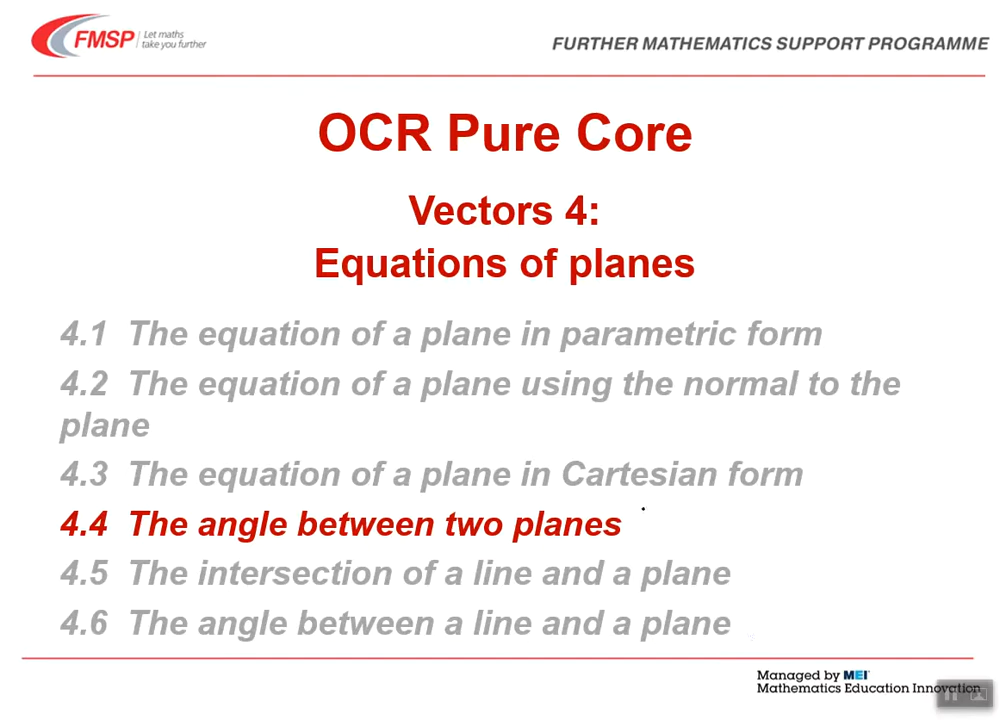 FMSP Let maths
take you further
FURTHER MATHEMATICS SUPPORT PROGRAMME
OCR Pure Core
Vectors 4:
Equations of planes
4.1 The equation of a plane in parametric form
4.2 The equation of a plane using the normal to the
plane
4.3 The equation of a plane in Cartesian form
4.4 The angle between two planes
4.5 The intersection of a line and a plane
4.6 The angle between a line and a plane
Managed by MEI
Mathematics Education Innovation